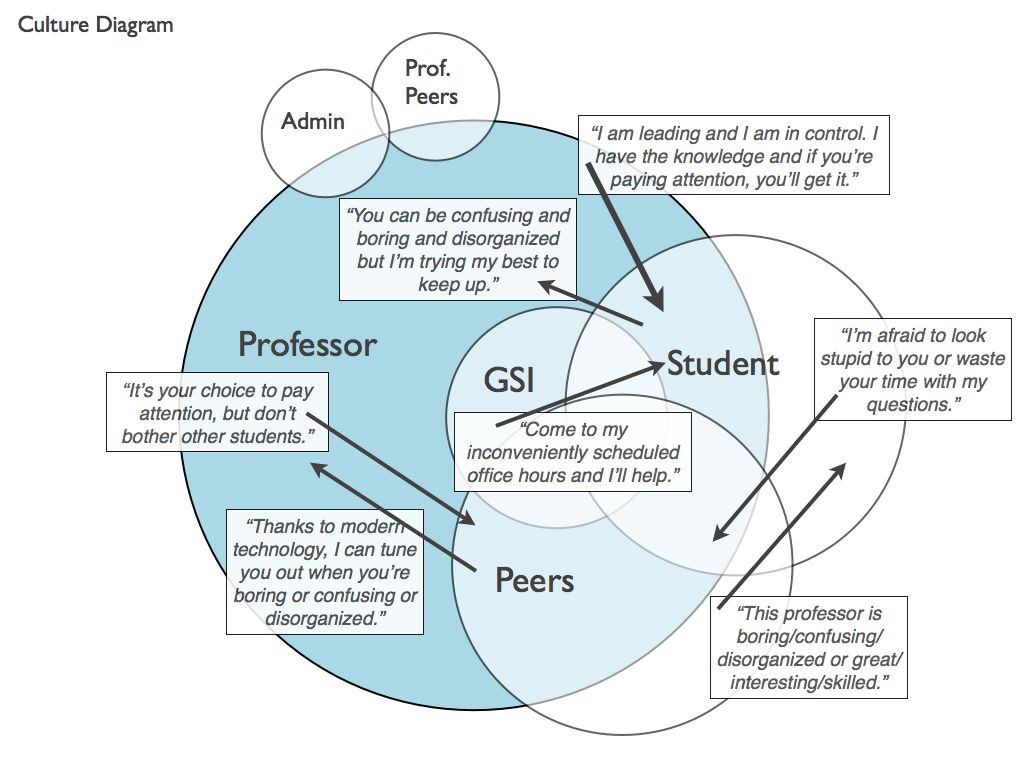 Culture Diagram
Prof.
Peers
Admin
“I am leading and I am in control. I
have the knowledge and if you’re
paying attention, you’ll get it.”
“You can be confusing and
boring and disorganized
but I’m trying my best to
keep up.”
Professor
GSI
Student
“I’m afraid to look
stupid to you or waste
your time with my
questions.”
“It’s your choice to pay
attention, but don’t
bother other students.”
“Come to my
inconveniently scheduled
office hours and I’ll help.”
“Thanks to modern
technology, I can tune
you out when you’re
boring or confusing or
disorganized.”
Peers
“This professor is
boring/confusing/
disorganized or great/
interesting/skilled.”